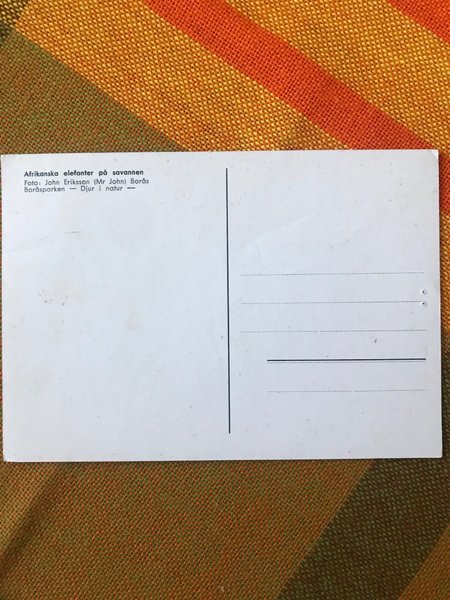 Afrikanska elefanter på savannen
Foto: John Eriksson (Mr John) Borås
Boråsparken — Djur i natur —